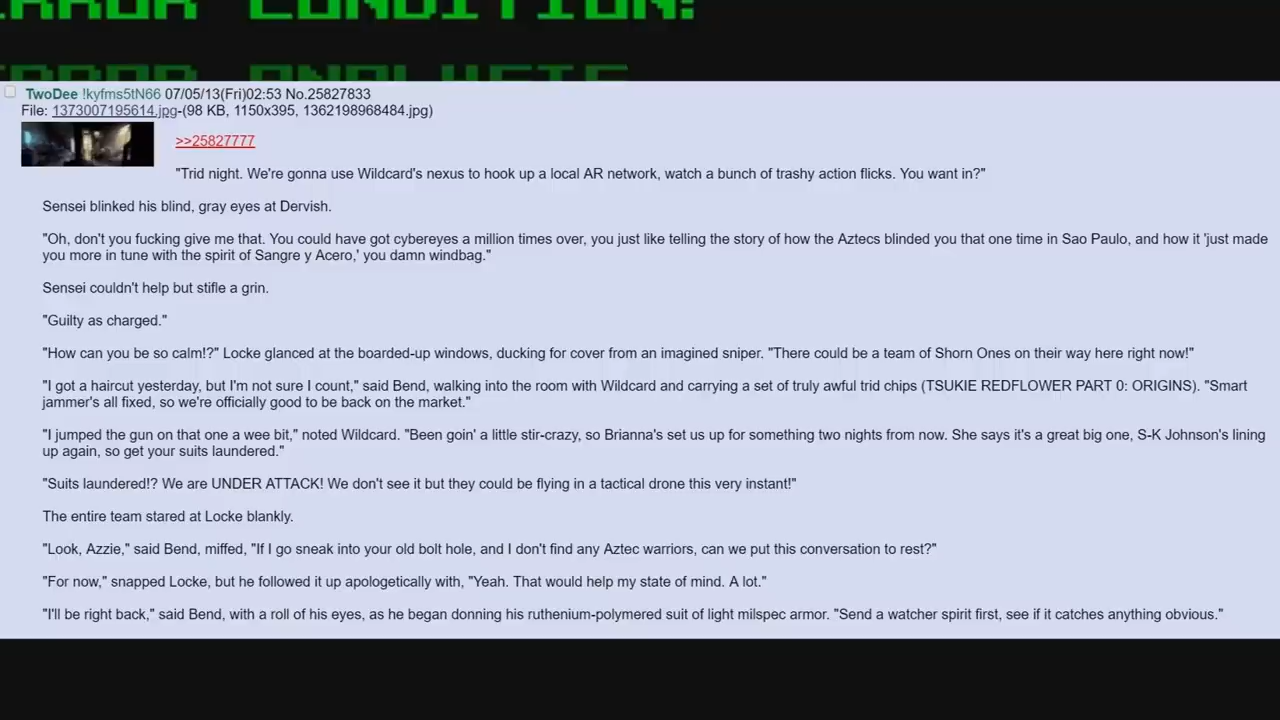 ERROR CONDITION:
ERROR ANALYSIS
TwoDee !kyfms5tN66 07/05/13(Fri)02:53 No.25827833
File: 1373007195614.jpg-(98 KB, 1150x395, 1362198968484.jpg)
>>25827777
"Trid night. We're gonna use Wildcard's nexus to hook up a local AR network, watch a bunch of trashy action flicks. You want in?"
Sensei blinked his blind, gray eyes at Dervish.
"Oh, don't you fucking give me that. You could have got cybereyes a million times over, you just like telling the story of how the Aztecs blinded you that one time in Sao Paulo, and how it 'just made
you more in tune with the spirit of Sangre y Acero,' you damn windbag."
Sensei couldn't help but stifle a grin.
"Guilty as charged."
"How can you be so calm!?" Locke glanced at the boarded-up windows, ducking for cover from an imagined sniper. "There could be a team of Shorn Ones on their way here right now!"
"I got a haircut yesterday, but I'm not sure I count," said Bend, walking into the room with Wildcard and carrying a set of truly awful trid chips (TSUKIE REDFLOWER PART 0: ORIGINS). "Smart
jammer's all fixed, so we're officially good to be back on the market."
"I jumped the gun on that one a wee bit," noted Wildcard. "Been goin' a little stir-crazy, so Brianna's set us up for something two nights from now. She says it's a great big one, S-K Johnson's lining
up again, so get your suits laundered."
"Suits laundered!? We are UNDER ATTACK! We don't see it but they could be flying in a tactical drone this very instant!"
The entire team stared at Locke blankly.
"Look, Azzie," said Bend, miffed, "If I go sneak into your old bolt hole, and I don't find any Aztec warriors, can we put this conversation to rest?"
"For now," snapped Locke, but he followed it up apologetically with, "Yeah. That would help my state of mind. A lot."
"I'll be right back," said Bend, with a roll of his eyes, as he began donning his ruthenium-polymered suit of light milspec armor. "Send a watcher spirit first, see if it catches anything obvious."